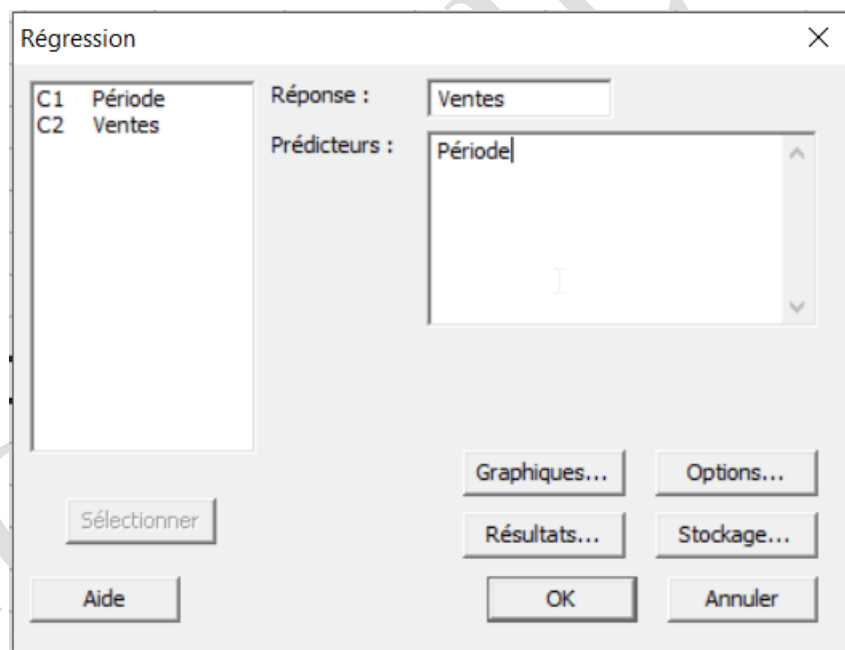 Régression
C1 Période
C2 Ventes
Réponse :
Ventes
Prédicteurs :
Période
Graphiques...
Options...
Sélectionner
Résultats...
Stockage...
Aide
OK
Annuler